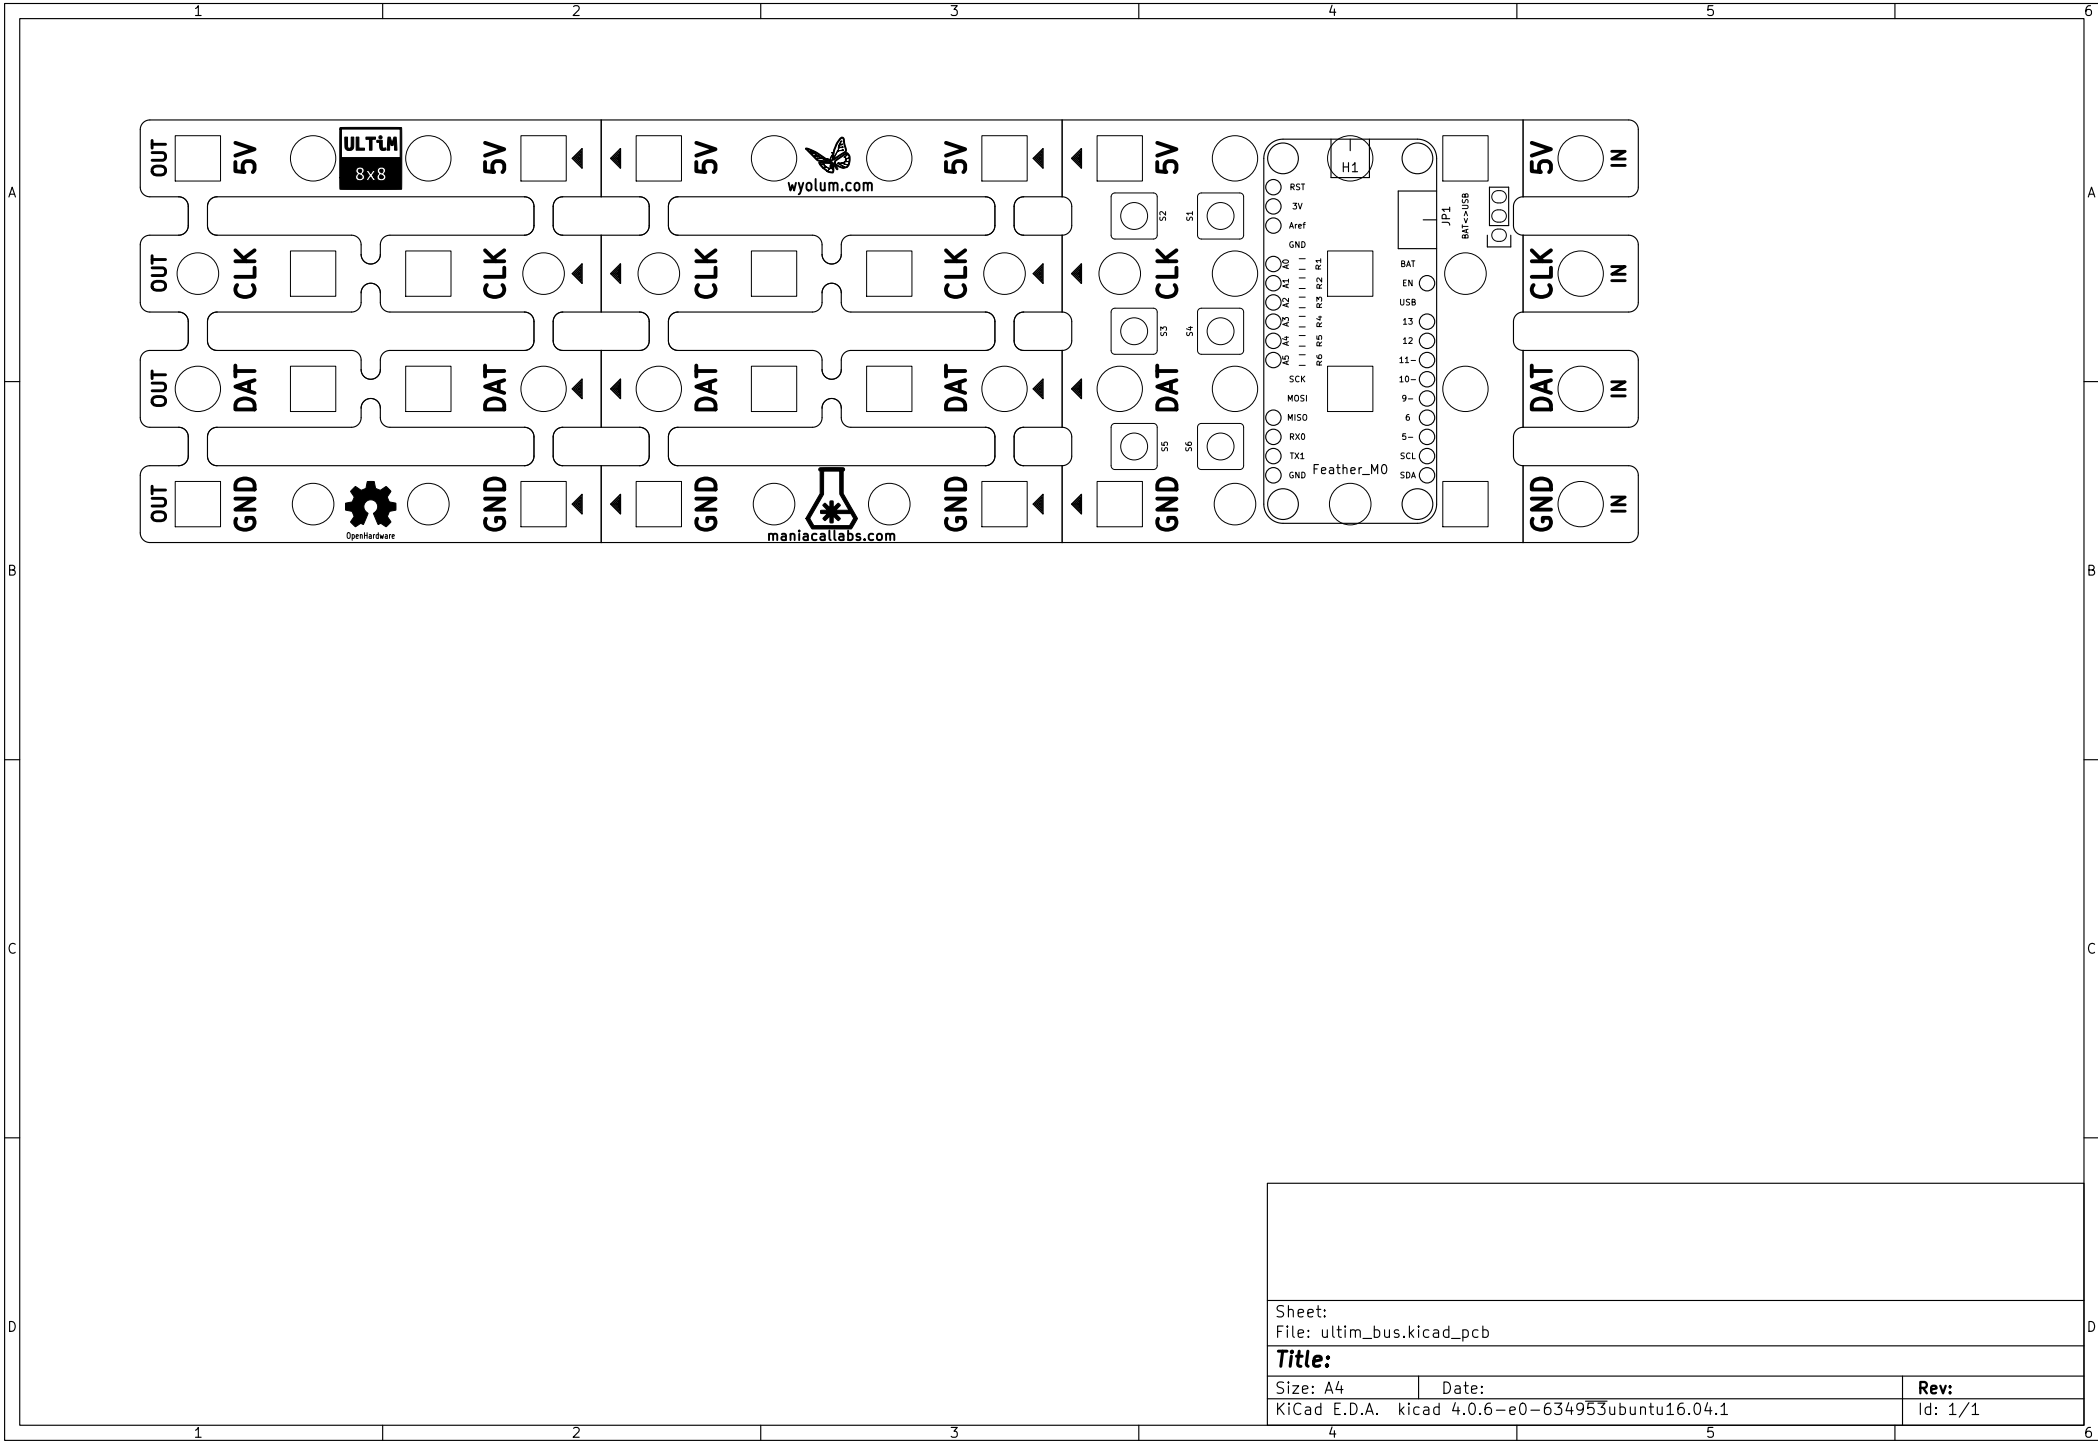 1 2 3 4 5 6
A A
B B
C C
D D
OUT 5V ULTiM 5V 5V 5V 5V H1 5V IN
8x8
wyolum.com
OUT CLK CLK CLK CLK CLK CLK IN
OUT DAT DAT DAT DAT DAT DAT IN
OUT GND GND GND GND GND GND IN
OpenHardware
maniacallabs.com
S2 S1
S3 S4
S5 S6
RST
3V
Aref
GND
A0 R1
A1 R2
A2 R3
A3 R4
A4 R5
A5 R6
SCK
MOSI
MISO
RX0
TX1
GND
Feather_M0
JP1
BAT<>USB
BAT
EN
USB
13
12
11-
10-
9-
6
5-
SCL
SDA
Sheet:
File: ultim_bus.kicad_pcb
Title:
Size: A4 Date: Rev:
KiCad E.D.A. kicad 4.0.6-e0-634953ubuntu16.04.1 Id: 1/1
1 2 3 4 5 6